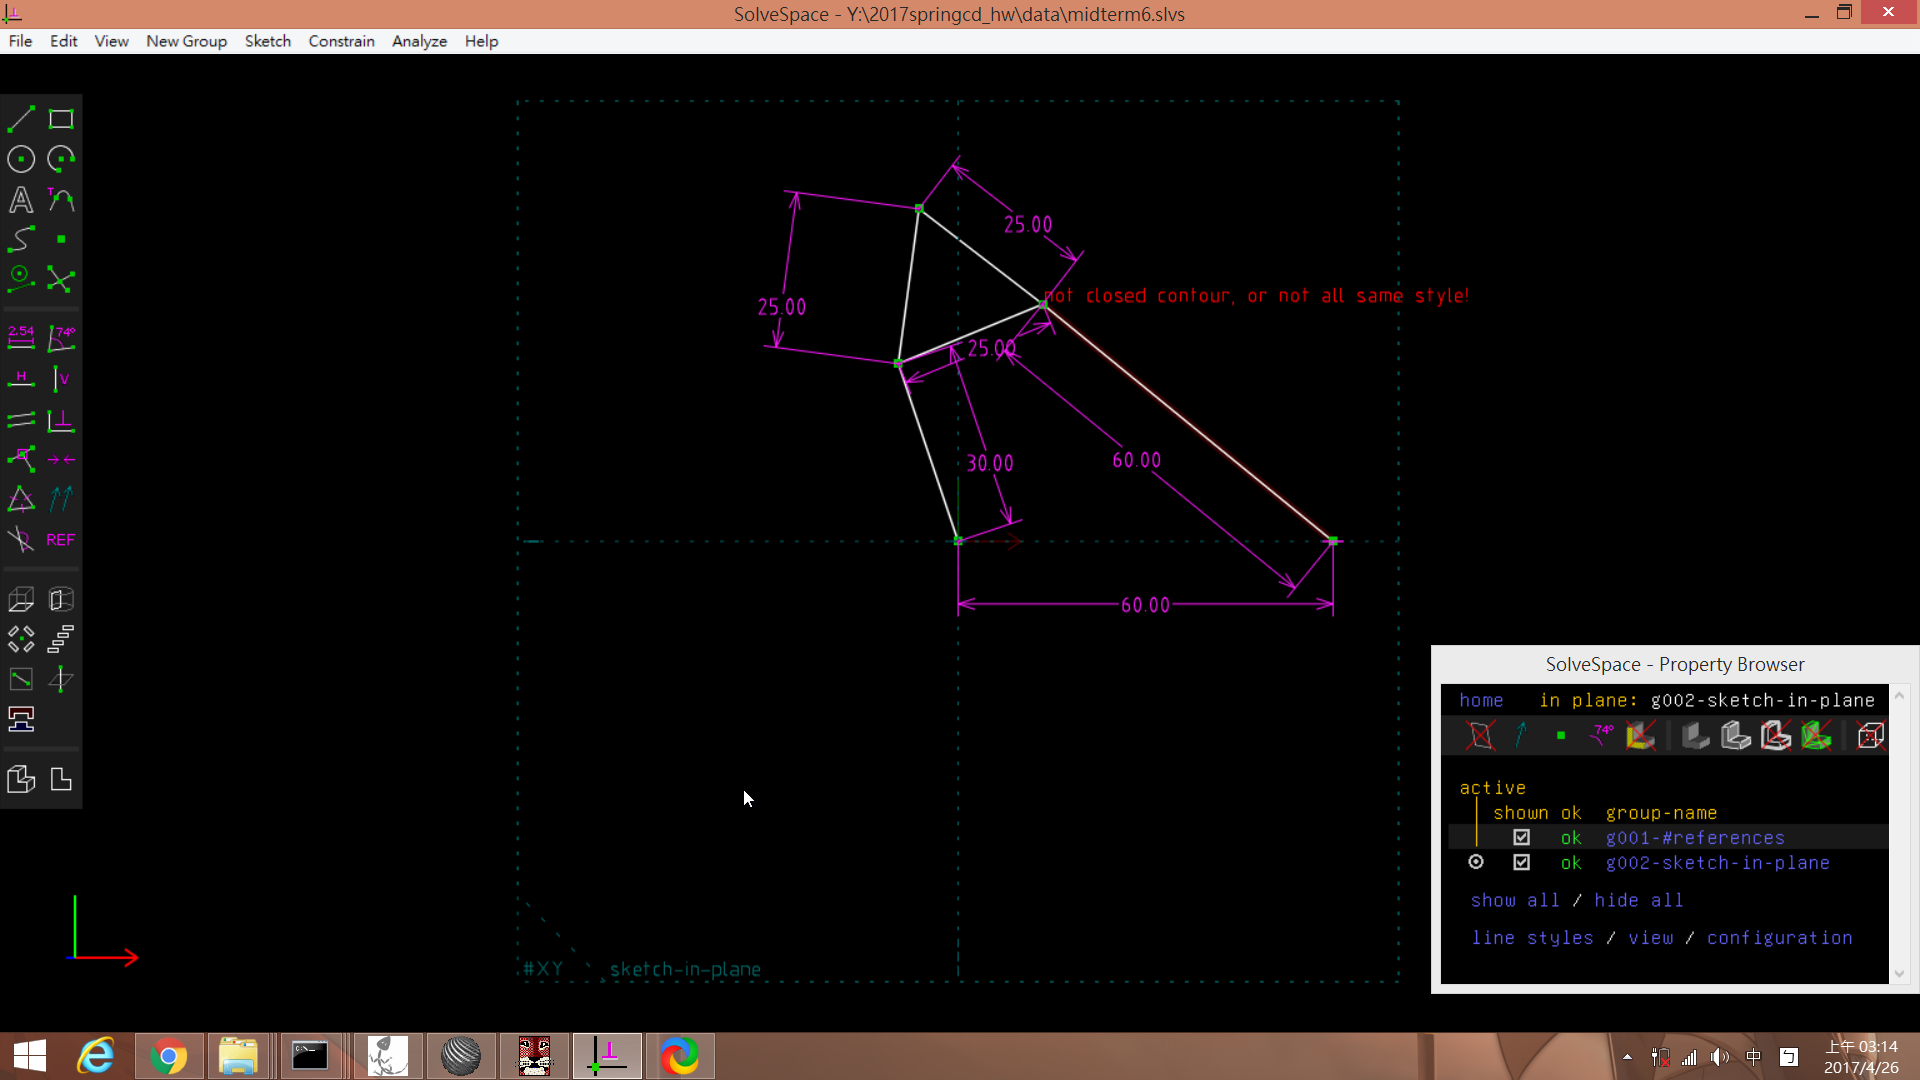 SolveSpace - Y:\2017springcd_hw\data\midterm6.slvs
File Edit View New Group Sketch Constrain Analyze Help
A T
2.54 74°
H V
REF
25.00
not closed contour, or not all same style!
25.00
25.00
30.00
60.00
60.00
#XY sketch-in-plane
SolveSpace - Property Browser
home in plane: g002-sketch-in-plane
74°
active
shown ok group-name
ok g001-#references
ok g002-sketch-in-plane
show all / hide all
line styles / view / configuration
中
上午 03:14
2017/4/26